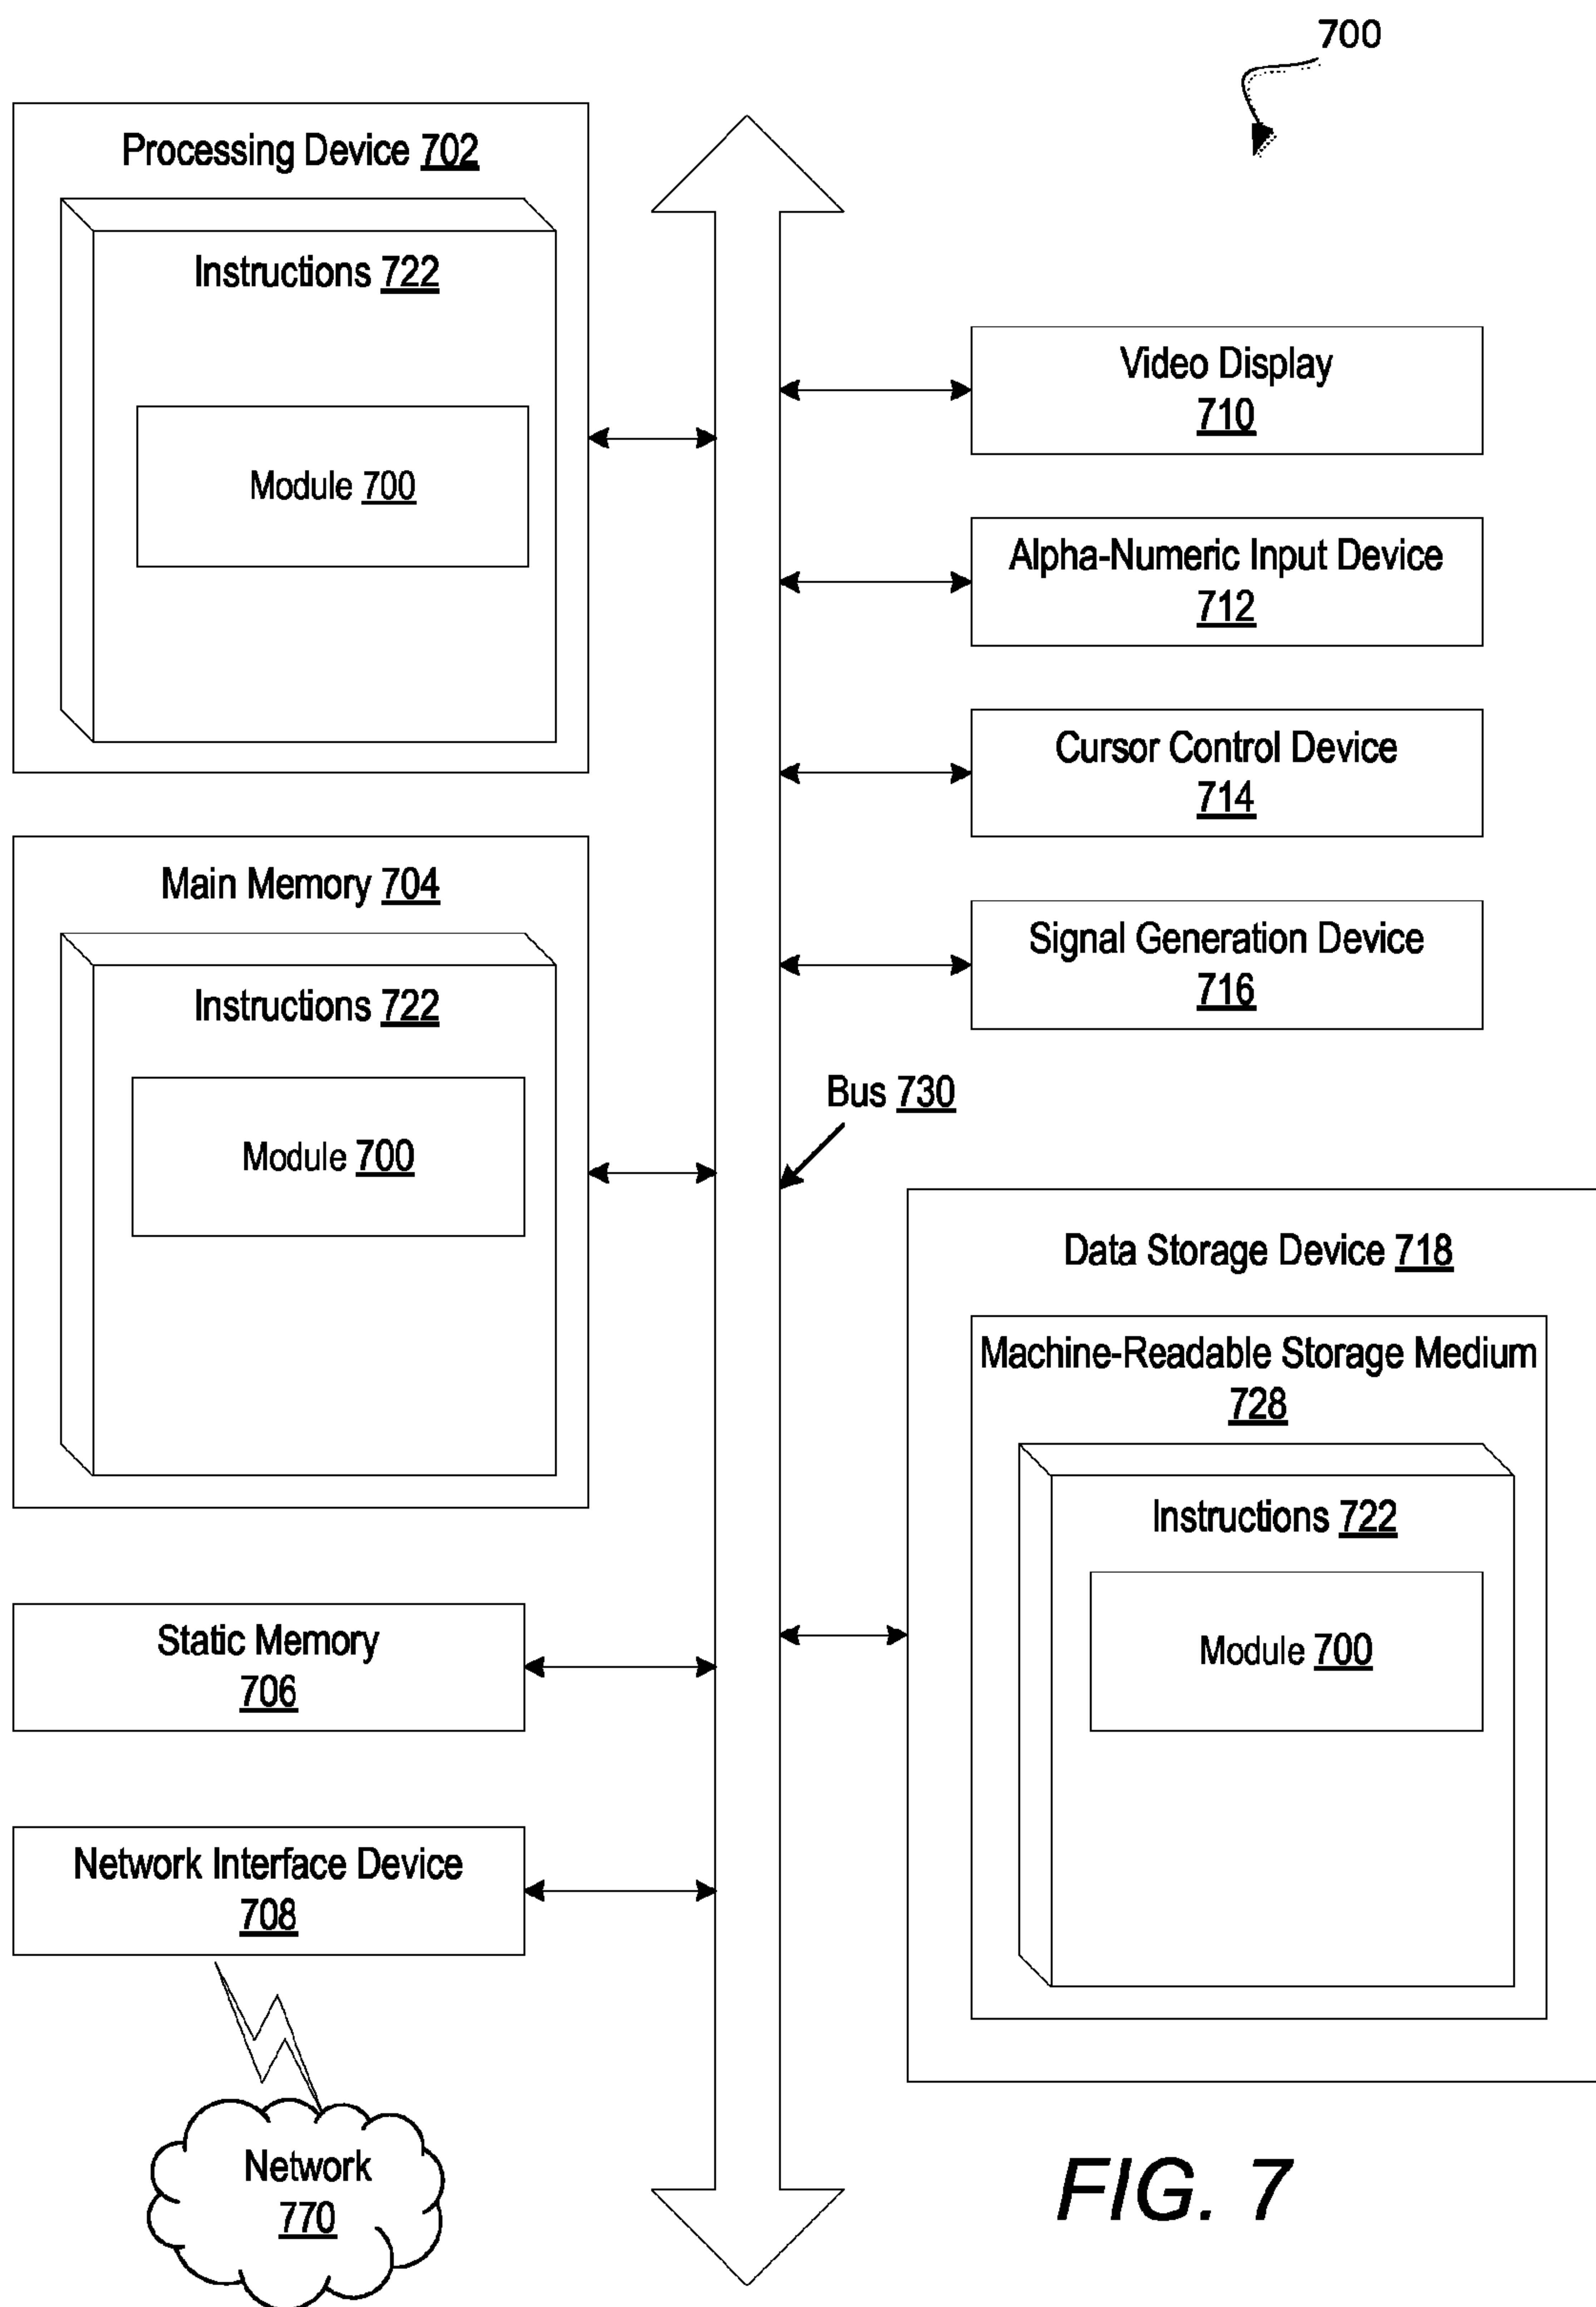 700
Processing Device 702
Instructions 722
Module 700
Main Memory 704
Instructions 722
Module 700
Static Memory
706
Network Interface Device
708
Network
770
Video Display
710
Alpha-Numeric Input Device
712
Cursor Control Device
714
Signal Generation Device
716
Bus 730
Data Storage Device 718
Machine-Readable Storage Medium
728
Instructions 722
Module 700
FIG. 7